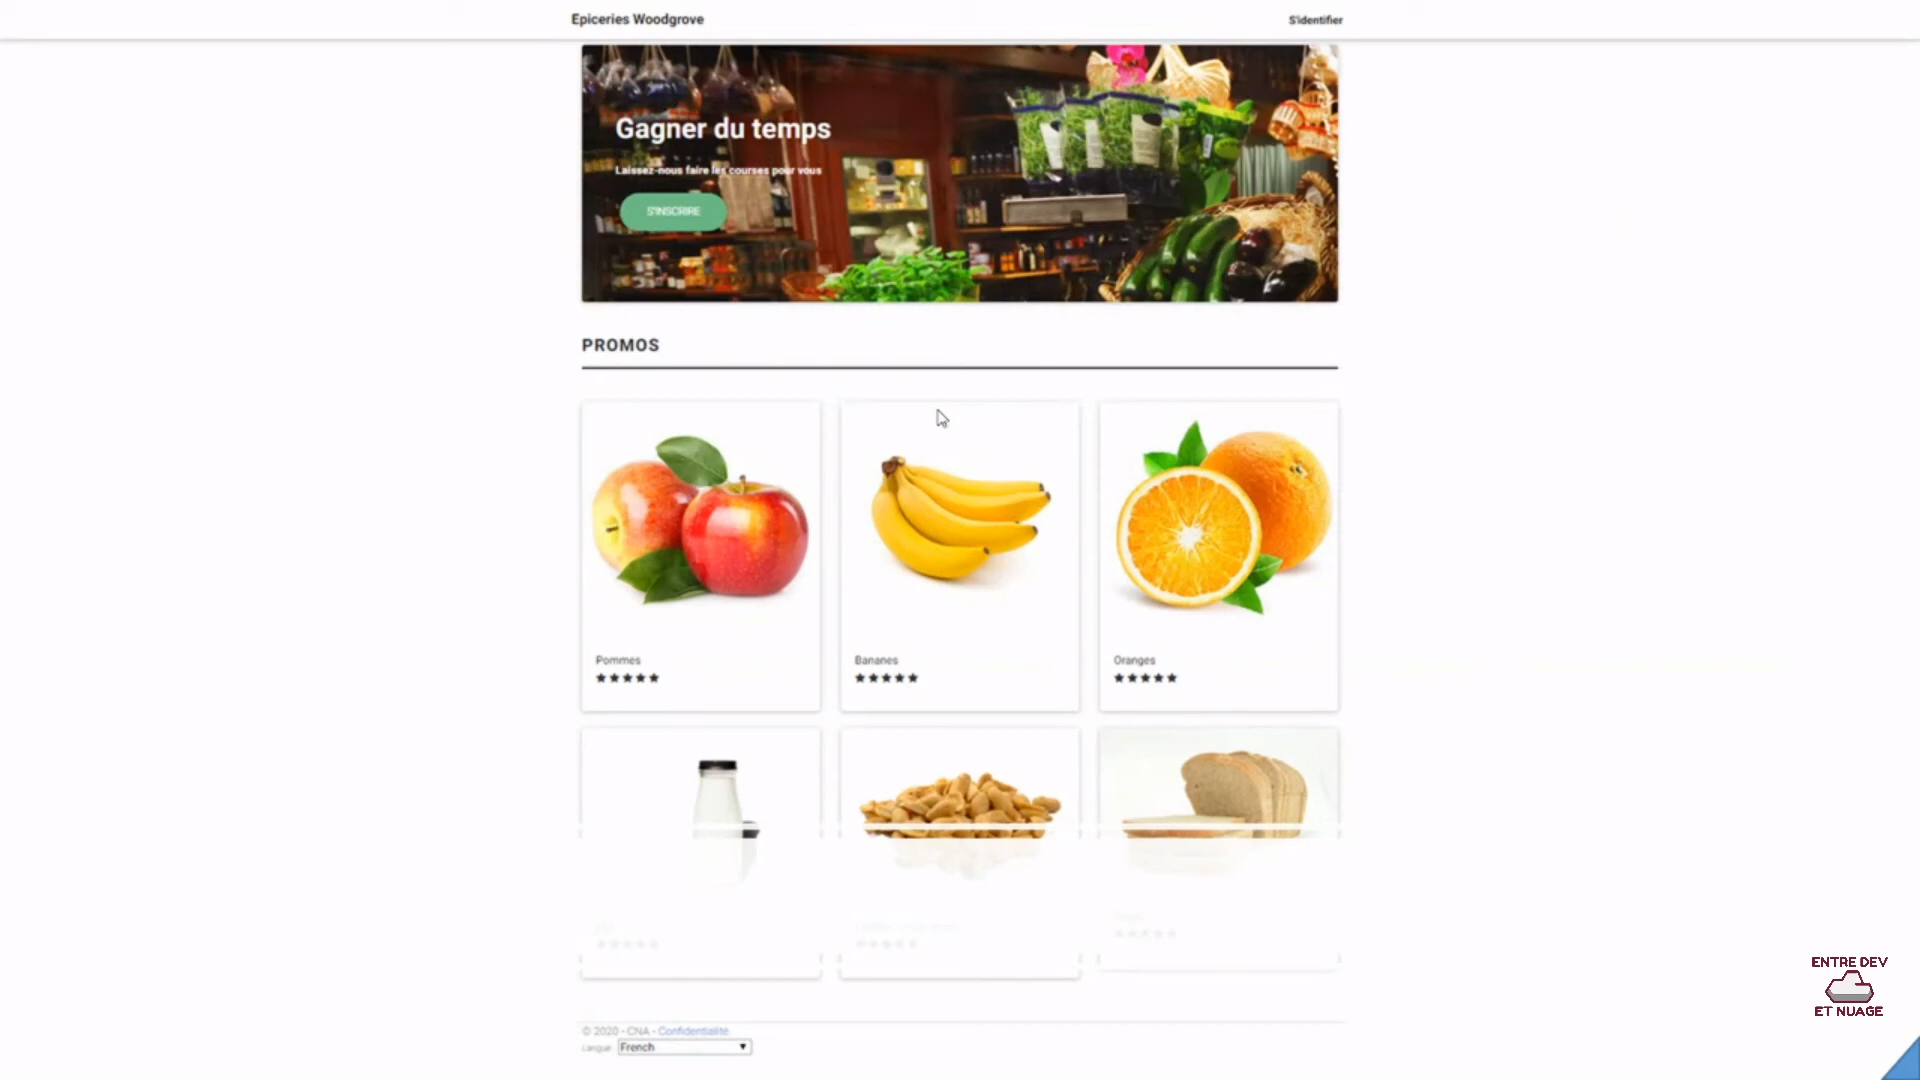 Epiceries Woodgrove
S'identifier
Gagner du temps
Laissez-nous faire les courses pour vous
S'INSCRIRE
PROMOS
Pommes
Bananes
Oranges
© 2020 - CNA - Confidentialité
Langue French
ENTRE DEV
ET NUAGE